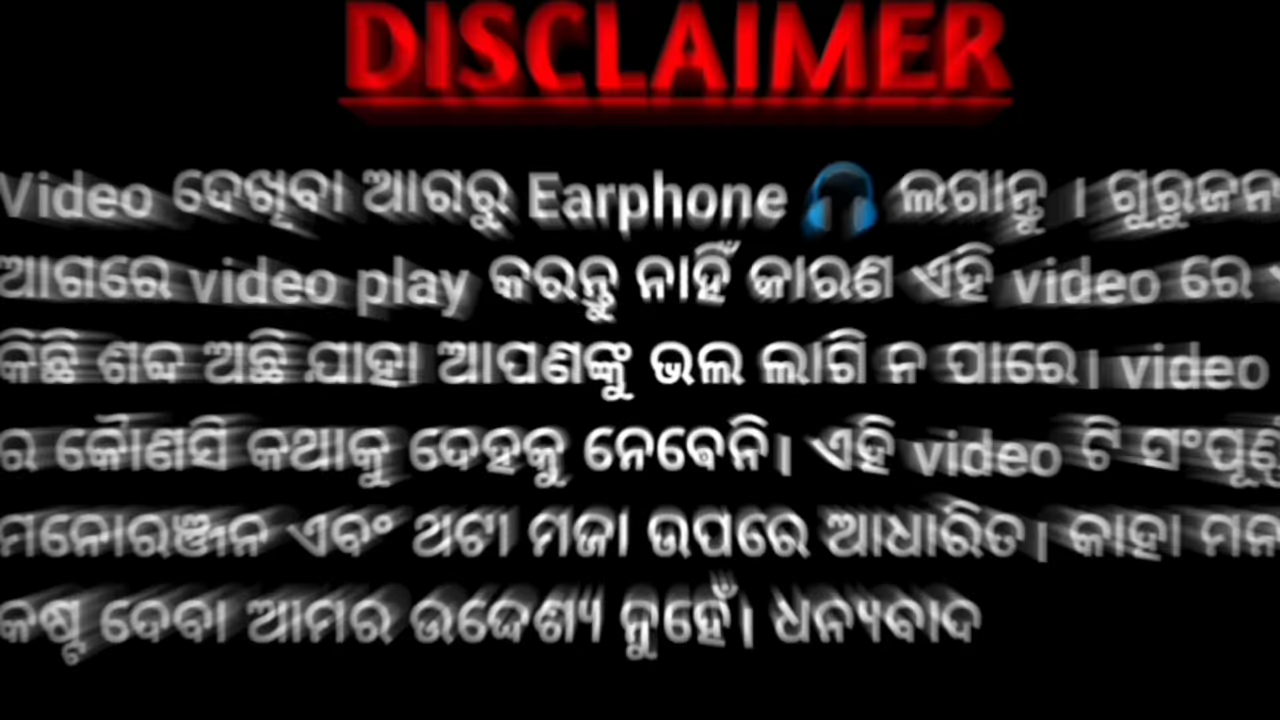 DISCLAIMER
Video ଦେଖିବା ଆଗରୁ Earphone 🎧 ଲଗାନ୍ତୁ । ଗୁରୁଜନ
ଆଗରେ video play କରନ୍ତୁ ନାହିଁ କାରଣ ଏହି video ରେ
କିଛି ଶବ୍ଦ ଅଛି ଯାହା ଆପଣଙ୍କୁ ଭଲ ଲାଗି ନ ପାରେ। video
ର କୌଣସି କଥାକୁ ଦେହକୁ ନେବେନି। ଏହି video ଟି ସଂପୂର୍ଣ୍ଣ
ମନୋରଞ୍ଜନ ଏବଂ ଥଟା ମଜା ଉପରେ ଆଧାରିତ। କାହା ମନ
କଷ୍ଟ ଦେବା ଆମର ଉଦ୍ଦେଶ୍ୟ ନୁହେଁ। ଧନ୍ୟବାଦ